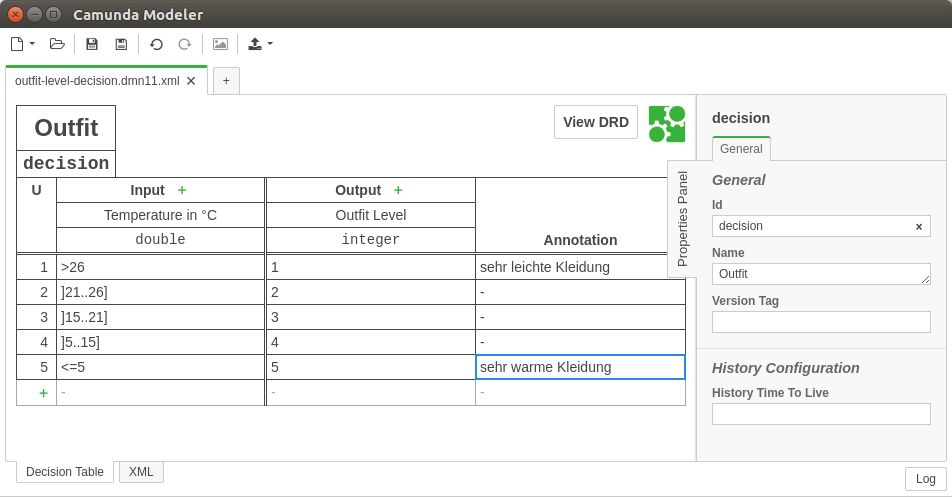 Camunda Modeler
outfit-level-decision.dmn11.xml ✕ +
Outfit
decision
View DRD
U Input + Output + Annotation
Temperature in °C Outfit Level
double integer
1 >26 1 sehr leichte Kleidung
2 ]21..26] 2 -
3 ]15..21] 3 -
4 ]5..15] 4 -
5 <=5 5 sehr warme Kleidung
+ - - -
Properties Panel
decision
General
General
Id
decision ×
Name
Outfit
Version Tag
History Configuration
History Time To Live
Decision Table XML
Log